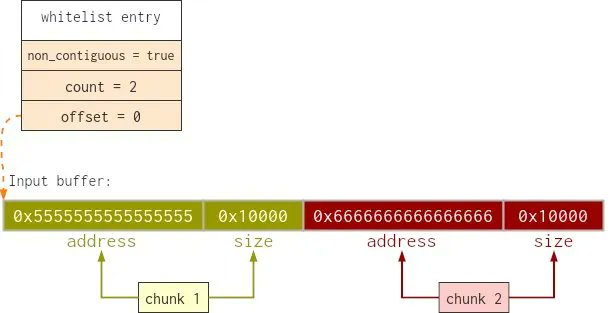 whitelist entry
non_contiguous = true
count = 2
offset = 0
Input buffer:
0x5555555555555555 0x10000 0x6666666666666666 0x10000
address size address size
chunk 1 chunk 2